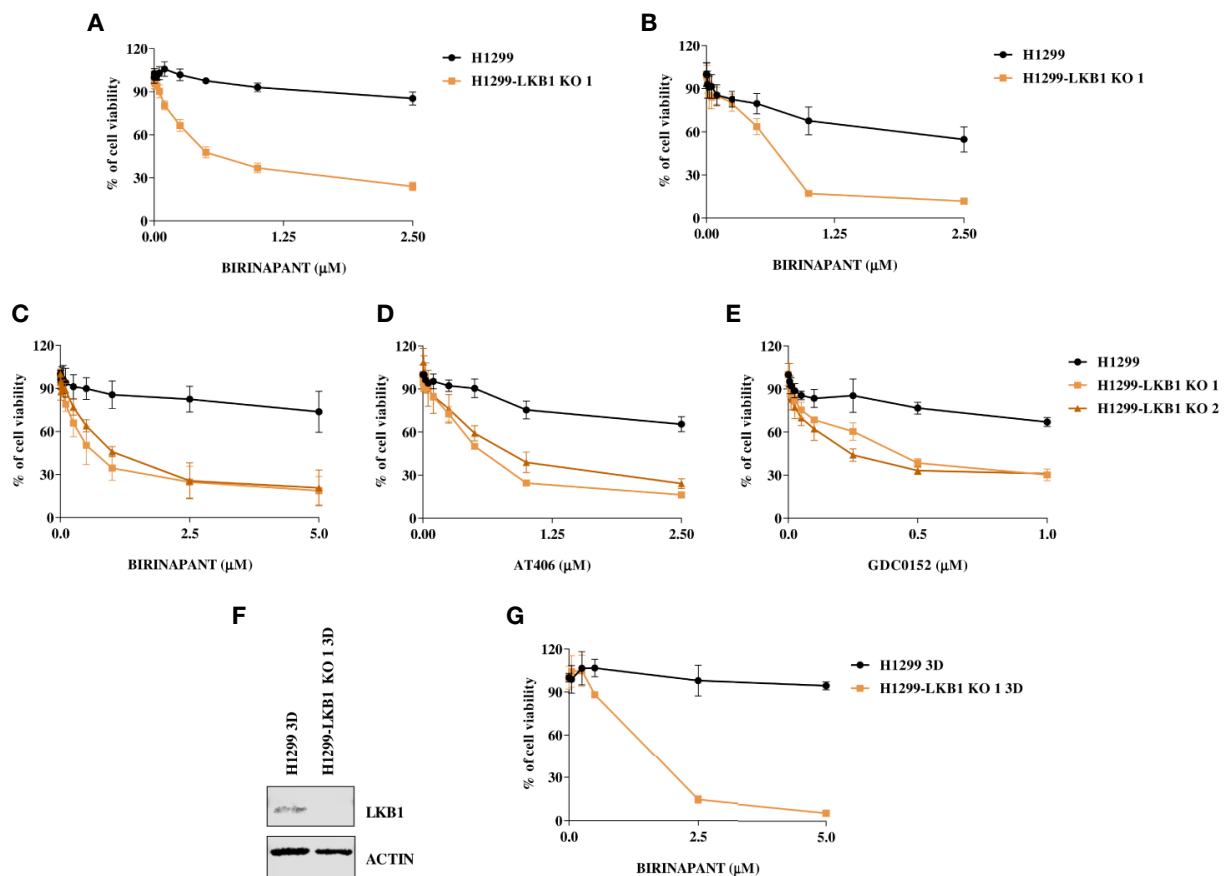 A
% of cell viability
120
90
60
30
0
0.00
1.25
2.50
BIRINAPANT (μM)
H1299
H1299-LKB1 KO 1
B
% of cell viability
120
90
60
30
0
0.00
1.25
2.50
BIRINAPANT (μM)
H1299
H1299-LKB1 KO 1
C
% of cell viability
120
90
60
30
0
0.0
2.5
5.0
BIRINAPANT (μM)
D
% of cell viability
120
90
60
30
0
0.00
1.25
2.50
AT406 (μM)
E
% of cell viability
120
90
60
30
0
0.0
0.5
1.0
GDC0152 (μM)
H1299
H1299-LKB1 KO 1
H1299-LKB1 KO 2
F
H1299 3D
H1299-LKB1 KO 1 3D
LKB1
ACTIN
G
% of cell viability
120
90
60
30
0
0.0
2.5
5.0
BIRINAPANT (μM)
H1299 3D
H1299-LKB1 KO 1 3D